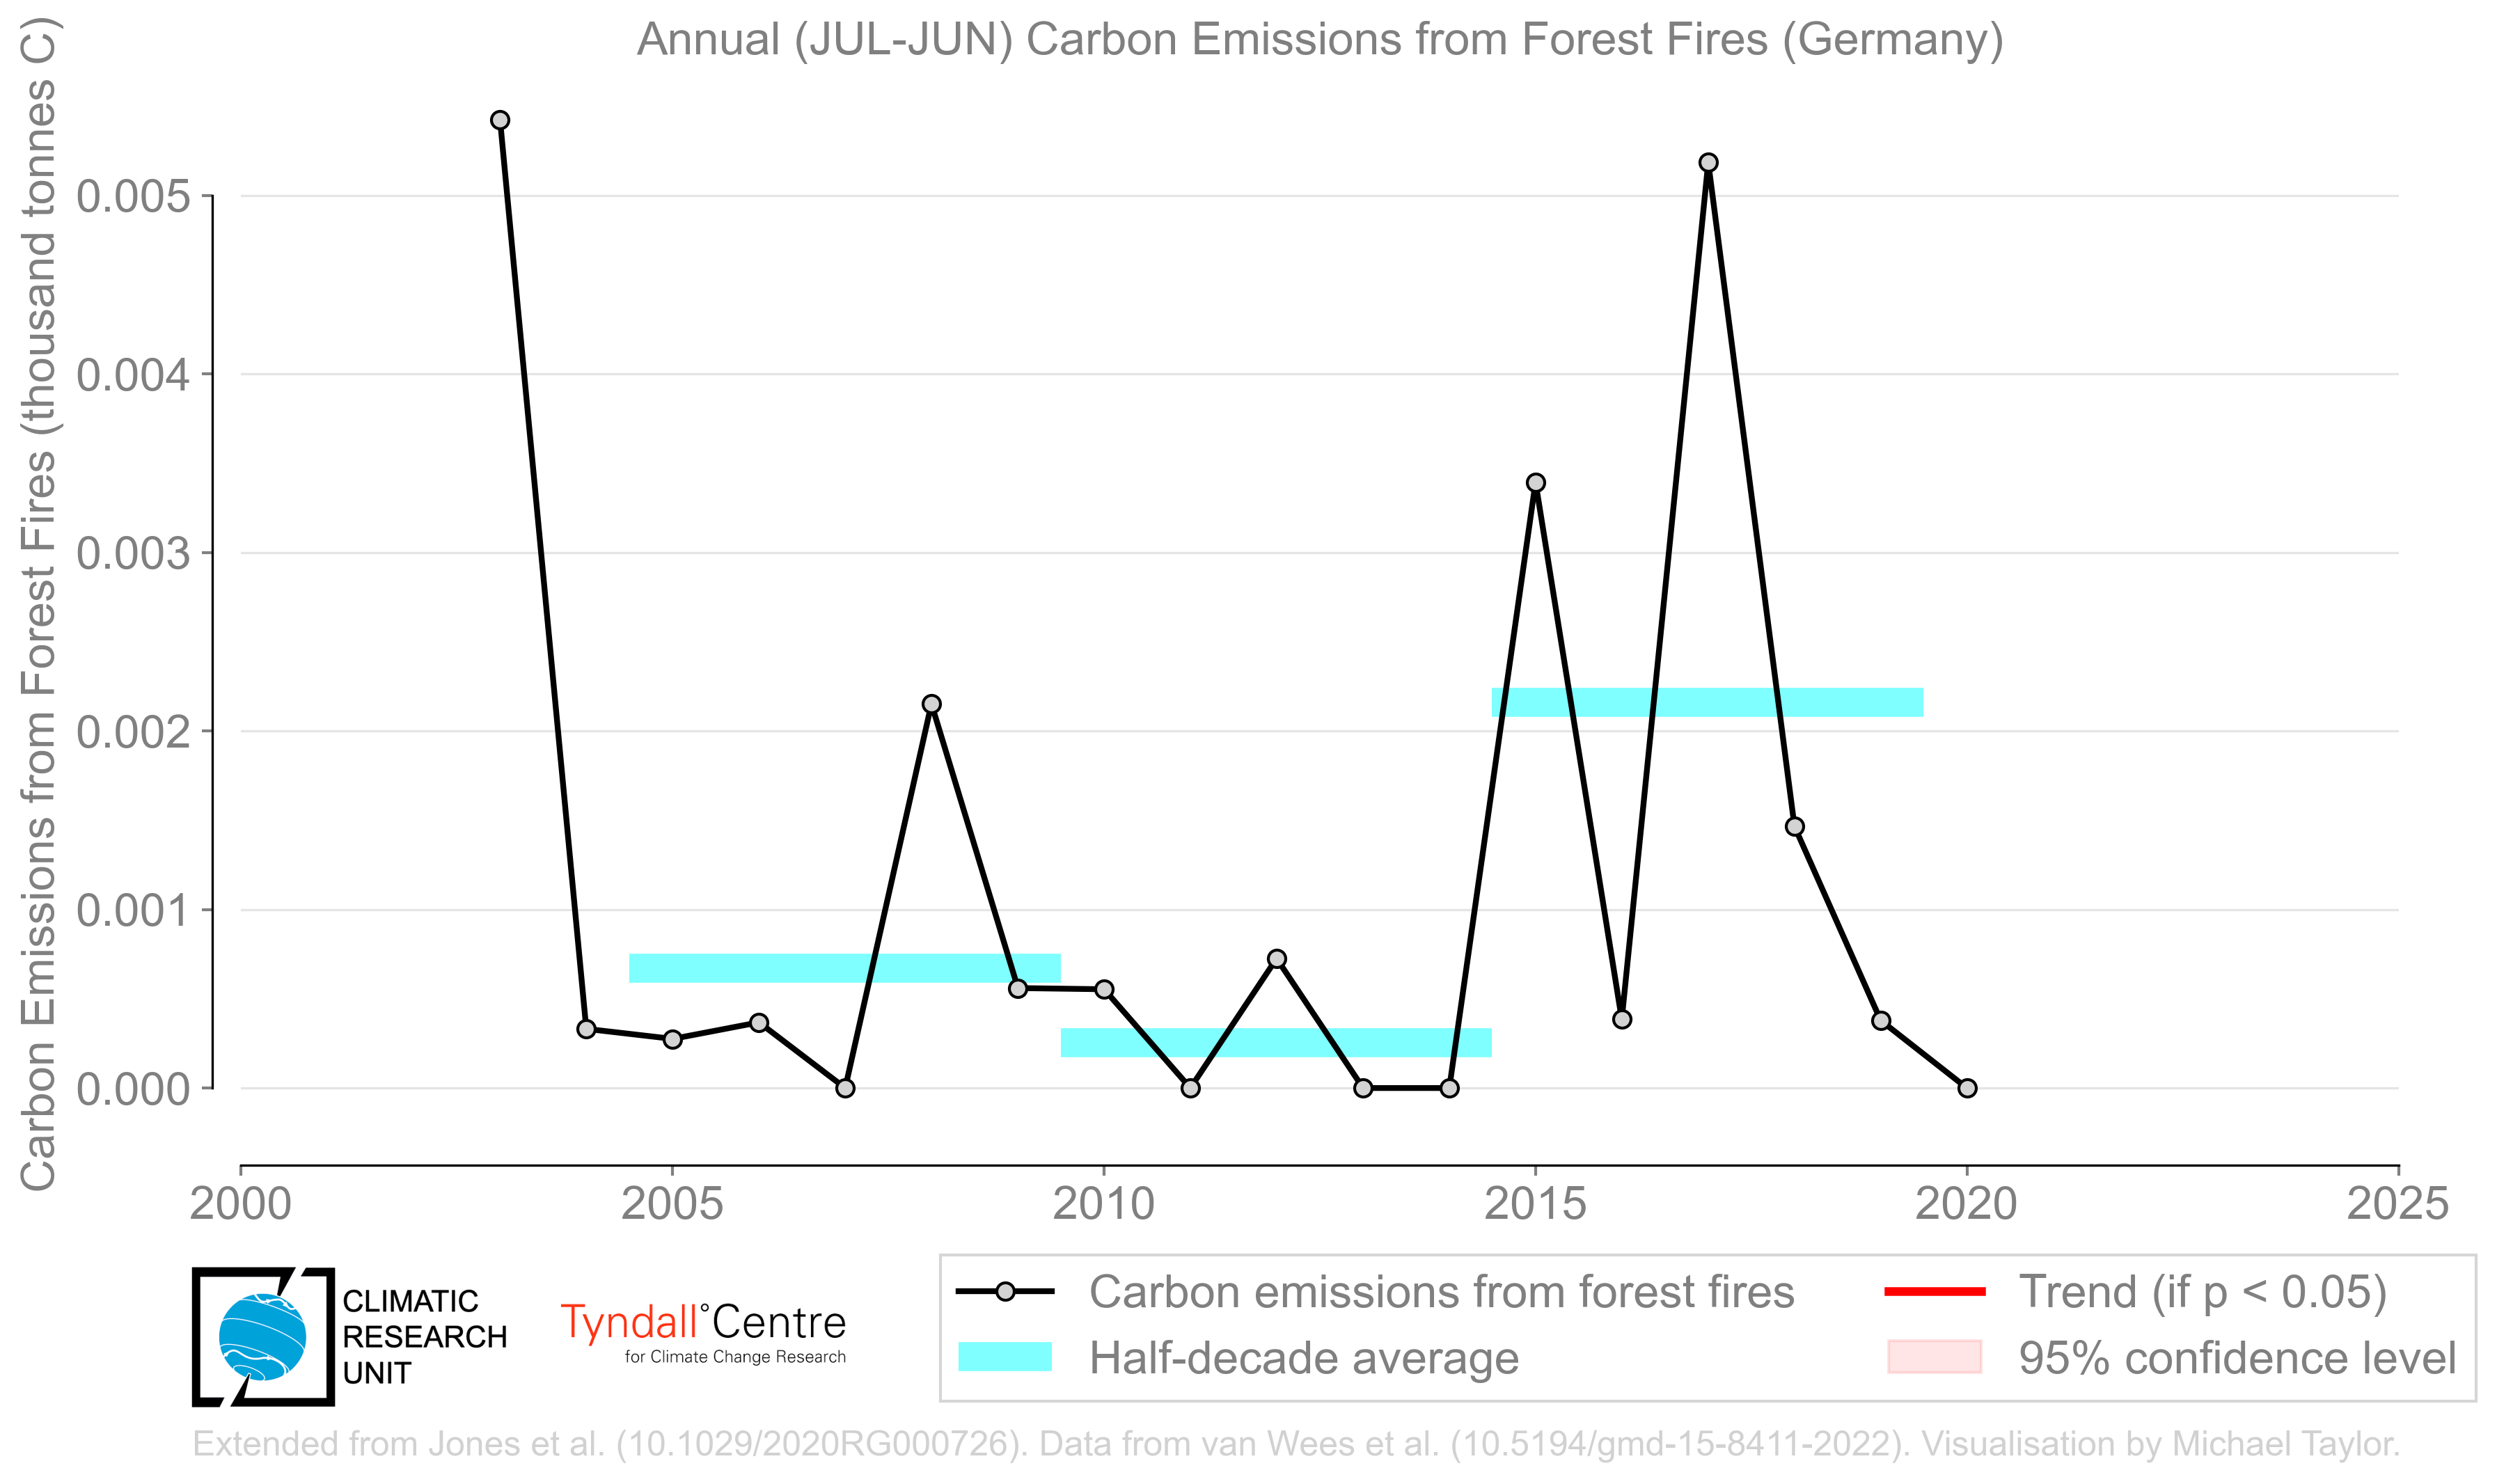 Annual (JUL-JUN) Carbon Emissions from Forest Fires (Germany)
Carbon Emissions from Forest Fires (thousand tonnes C)
0.005
0.004
0.003
0.002
0.001
0.000
2000 2005 2010 2015 2020 2025
CLIMATIC
RESEARCH
UNIT
Tyndall°Centre
for Climate Change Research
Carbon emissions from forest fires
Half-decade average
Trend (if p < 0.05)
95% confidence level
Extended from Jones et al. (10.1029/2020RG000726). Data from van Wees et al. (10.5194/gmd-15-8411-2022). Visualisation by Michael Taylor.